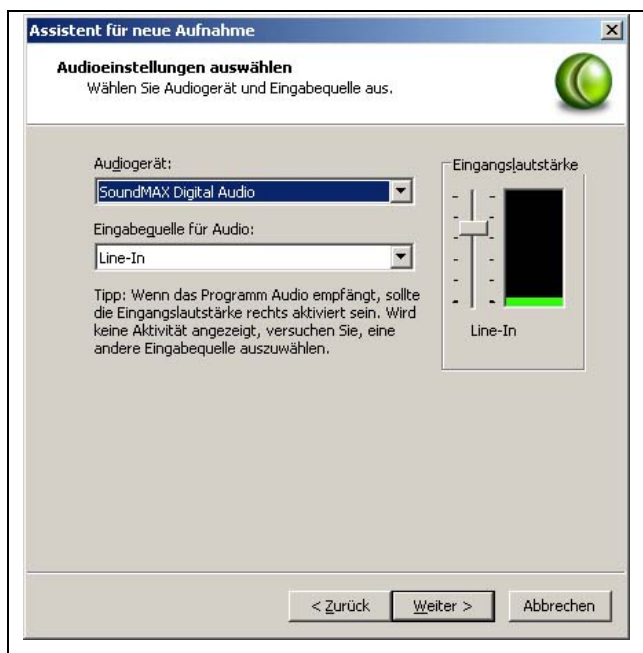 Assistent für neue Aufnahme
Audioeinstellungen auswählen
Wählen Sie Audiogerät und Eingabequelle aus.
Audiogerät:
SoundMAX Digital Audio
Eingabequelle für Audio:
Line-In
Tipp: Wenn das Programm Audio empfängt, sollte
die Eingangslautstärke rechts aktiviert sein. Wird
keine Aktivität angezeigt, versuchen Sie, eine
andere Eingabequelle auszuwählen.
Eingangslautstärke
Line-In
< Zurück
Weiter >
Abbrechen